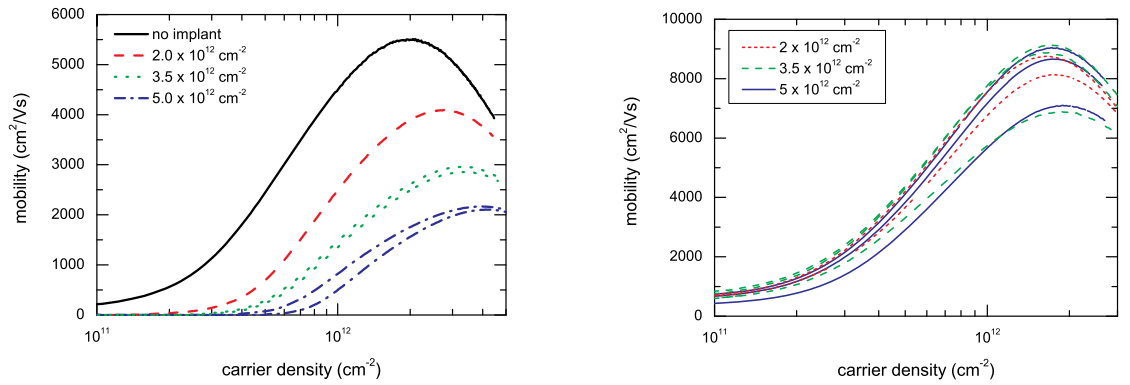 no implant
2.0 x 10¹² cm⁻²
3.5 x 10¹² cm⁻²
5.0 x 10¹² cm⁻²
6000
5000
4000
3000
2000
1000
0
mobility (cm²/Vs)
10¹¹
10¹²
carrier density (cm⁻²)
2 x 10¹² cm⁻²
3.5 x 10¹² cm⁻²
5 x 10¹² cm⁻²
10000
8000
6000
4000
2000
0
mobility (cm²/Vs)
10¹¹
10¹²
carrier density (cm⁻²)